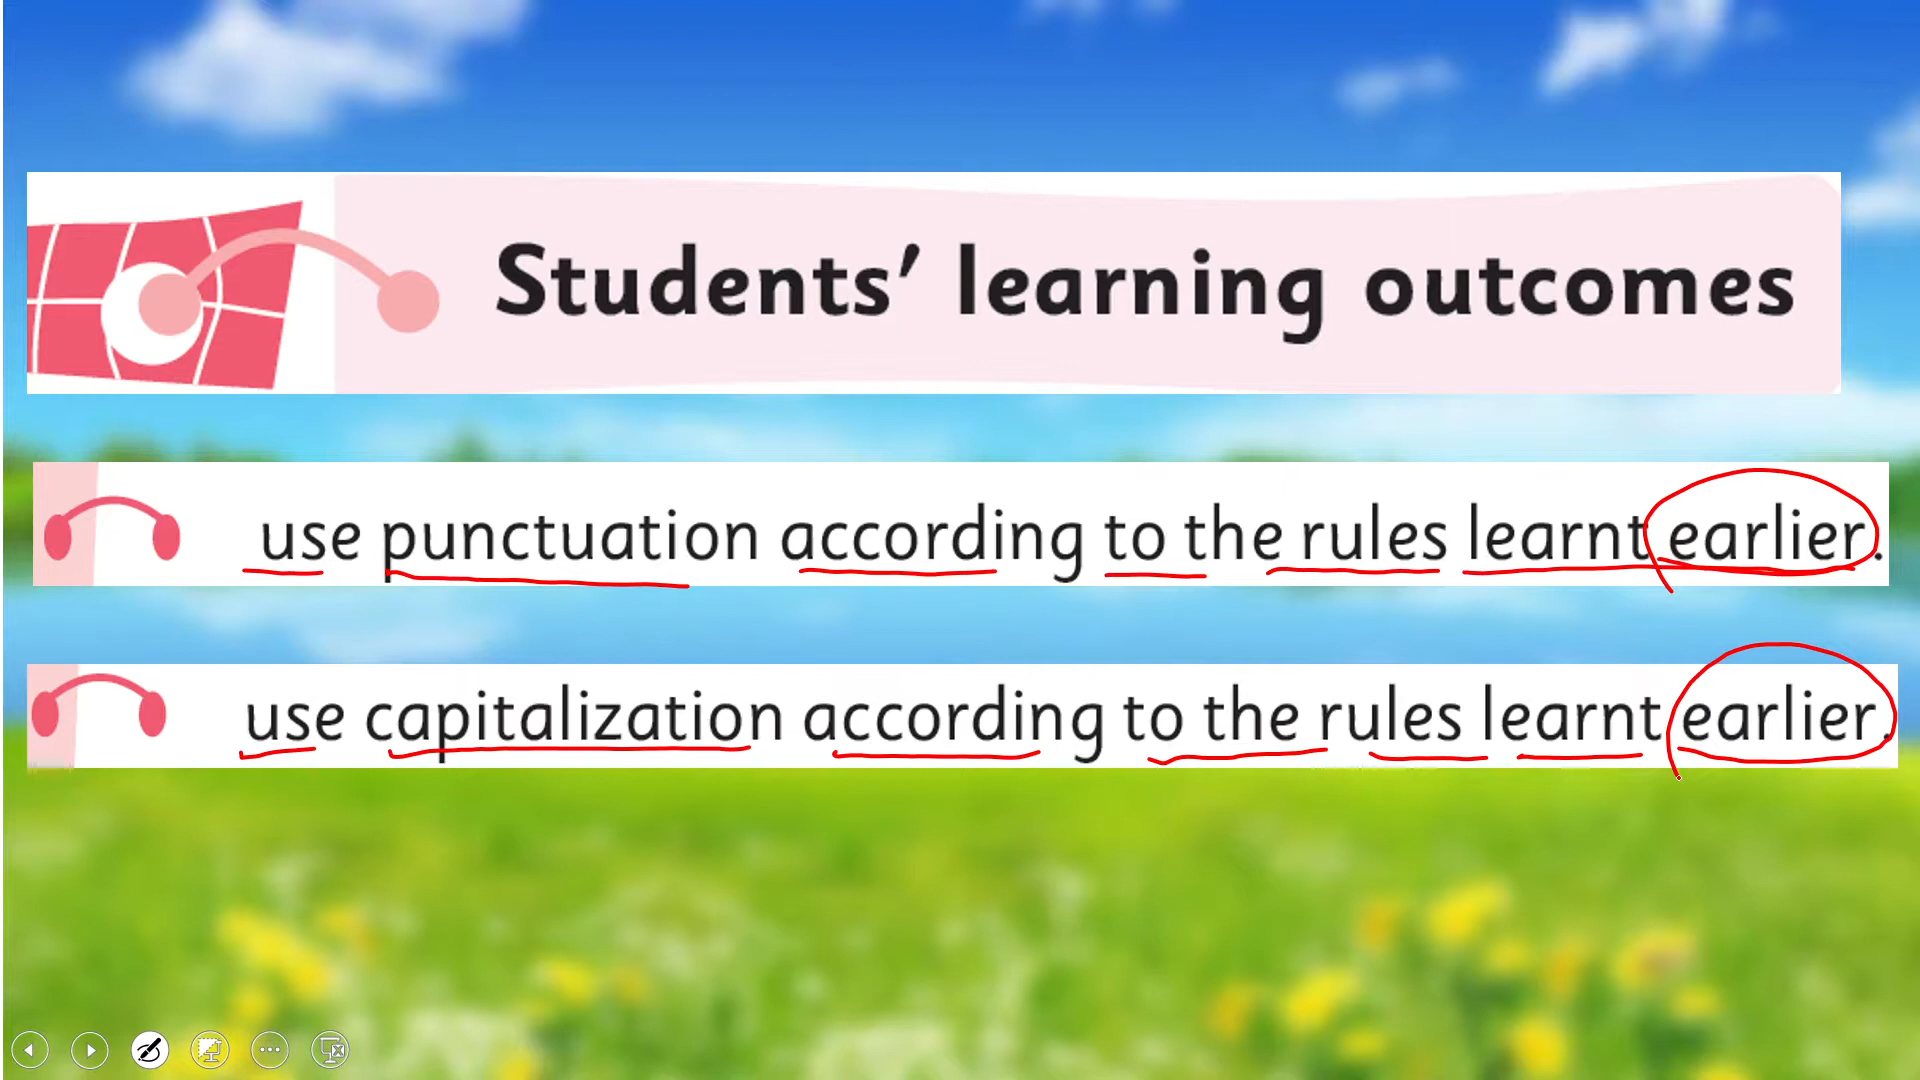 Students’ learning outcomes
use punctuation according to the rules learnt earlier.
use capitalization according to the rules learnt earlier.